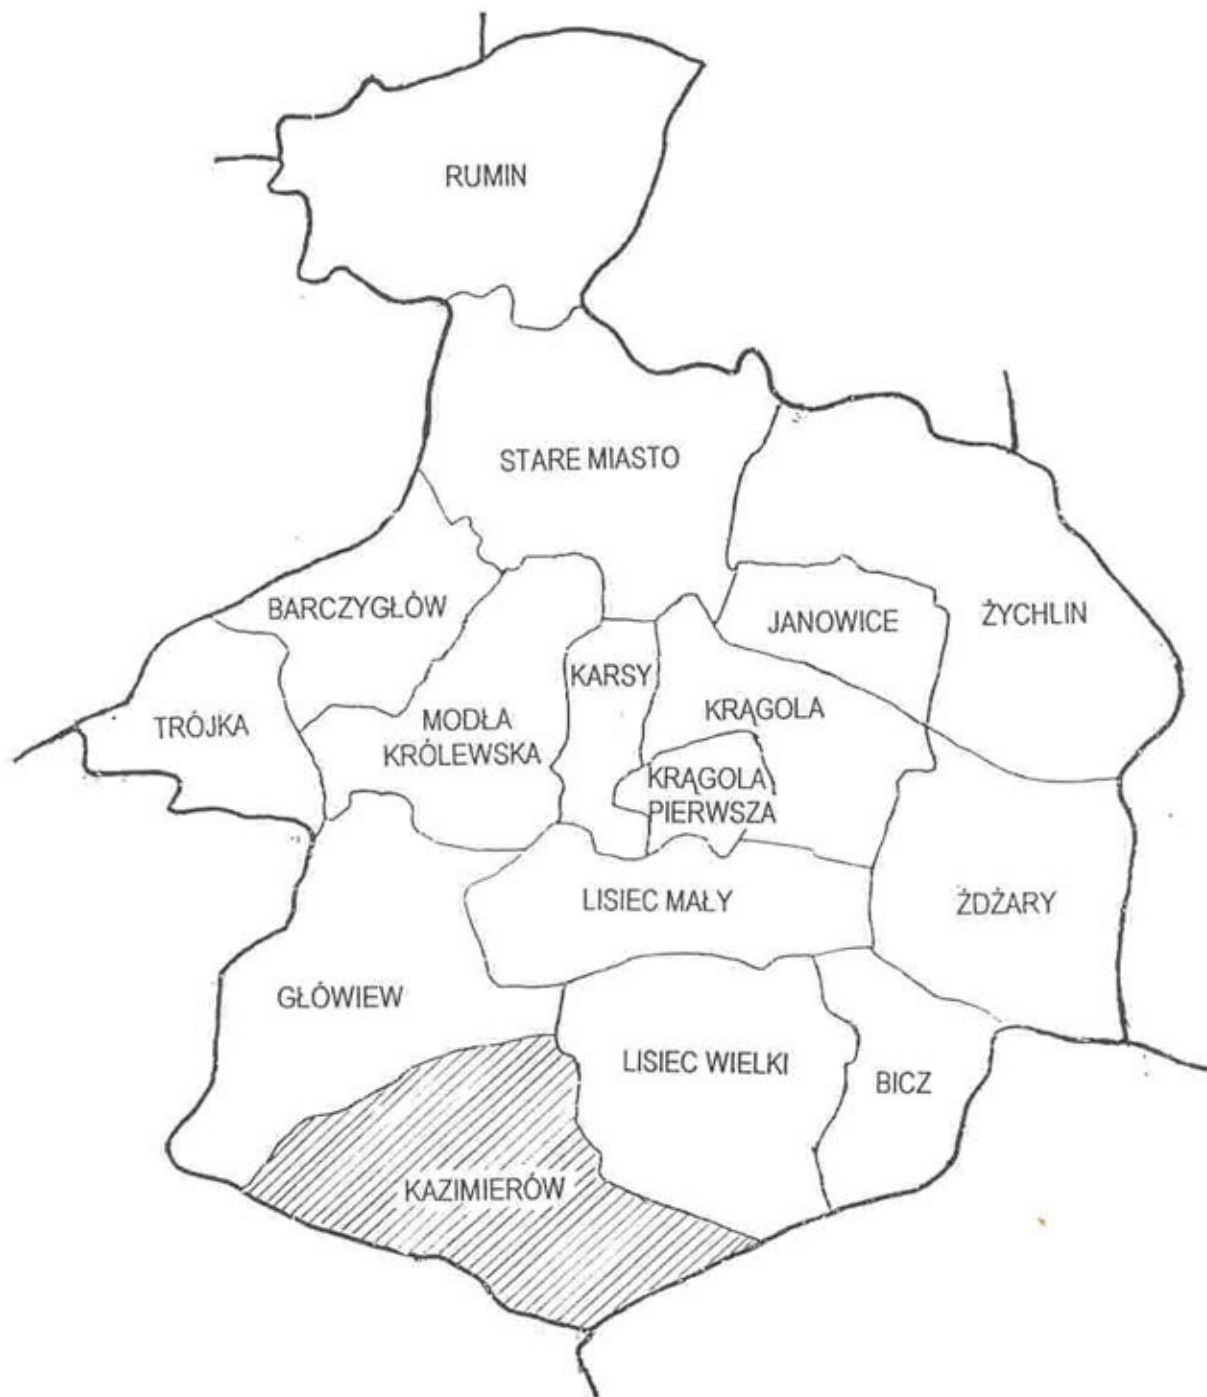 RUMIN
STARE MIASTO
BARCZYGŁÓW
JANOWICE
ŻYCHLIN
KARSY
TRÓJKA
MODŁA
KRÓLEWSKA
KRĄGOLA
KRĄGOLA
PIERWSZA
LISIEC MAŁY
ŻDŻARY
GŁÓWIEW
LISIEC WIELKI
BICZ
KAZIMIERÓW